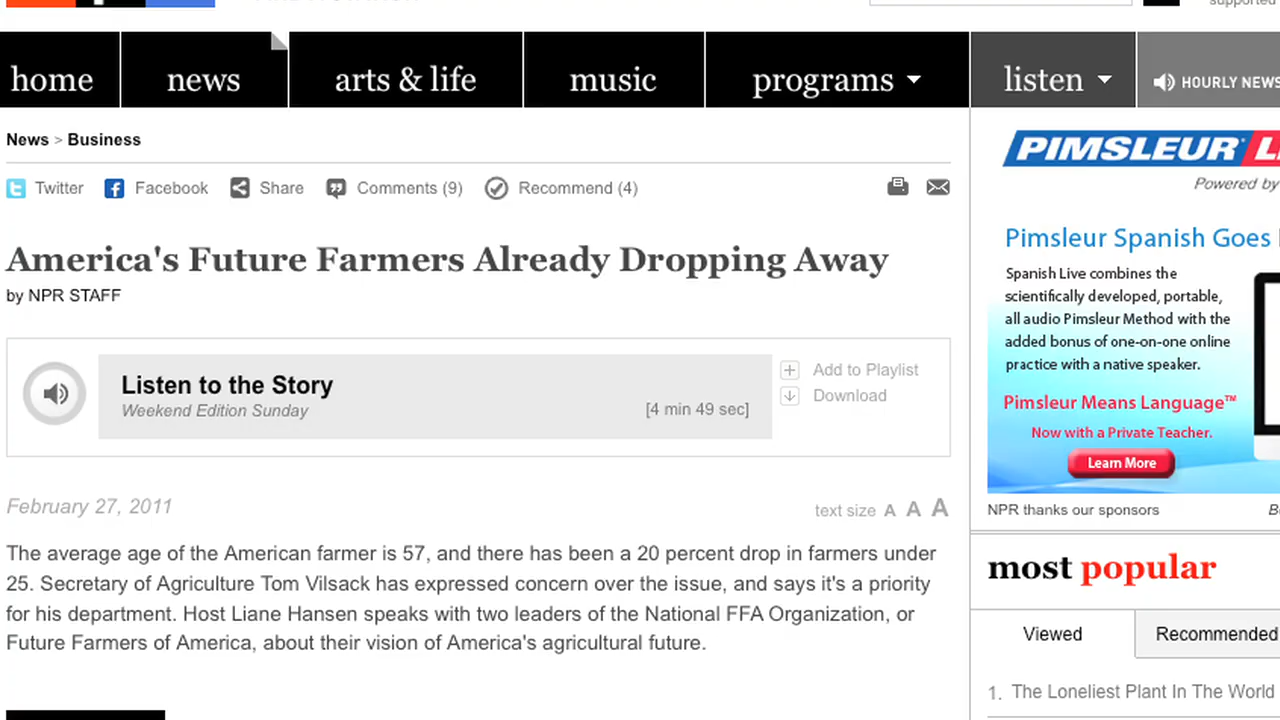 supported
home
news
arts & life
music
programs
listen
HOURLY NEWS
News > Business
Twitter
Facebook
Share
Comments (9)
Recommend (4)
America's Future Farmers Already Dropping Away
by NPR STAFF
Listen to the Story
Weekend Edition Sunday
[4 min 49 sec]
Add to Playlist
Download
February 27, 2011
text size A A A
The average age of the American farmer is 57, and there has been a 20 percent drop in farmers under
25. Secretary of Agriculture Tom Vilsack has expressed concern over the issue, and says it's a priority
for his department. Host Liane Hansen speaks with two leaders of the National FFA Organization, or
Future Farmers of America, about their vision of America's agricultural future.
PIMSLEUR
Powered by
Pimsleur Spanish Goes
Spanish Live combines the
scientifically developed, portable,
all audio Pimsleur Method with the
added bonus of one-on-one online
practice with a native speaker.
Pimsleur Means Language™
Now with a Private Teacher.
Learn More
NPR thanks our sponsors
most popular
Viewed
Recommended
1. The Loneliest Plant In The World